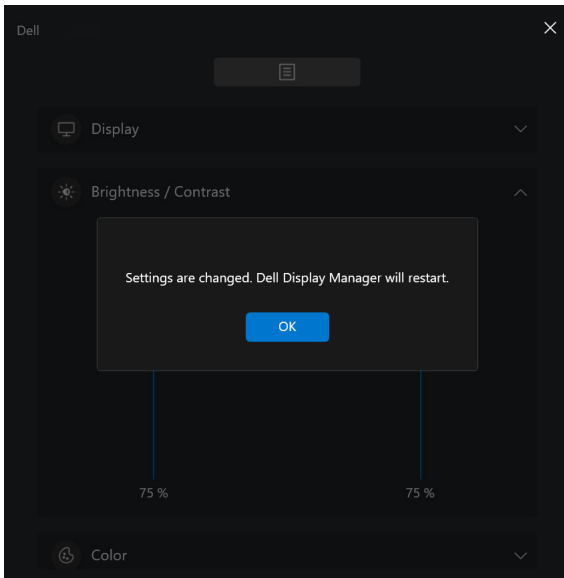 Dell
Display
Brightness / Contrast
Settings are changed. Dell Display Manager will restart.
OK
75 %
75 %
Color